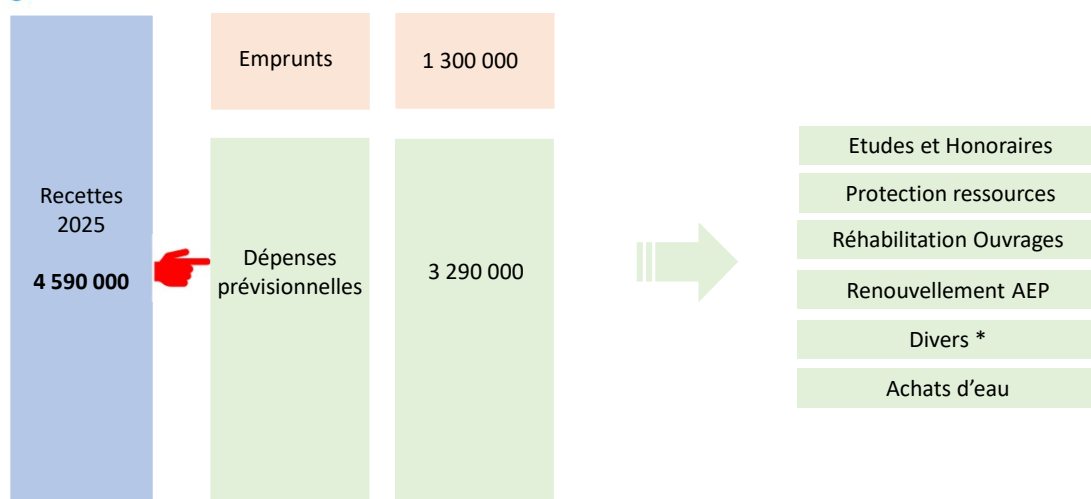 Emprunts
1 300 000
Recettes
2025
4 590 000
Dépenses
prévisionnelles
3 290 000
Etudes et Honoraires
Protection ressources
Réhabilitation Ouvrages
Renouvellement AEP
Divers *
Achats d’eau